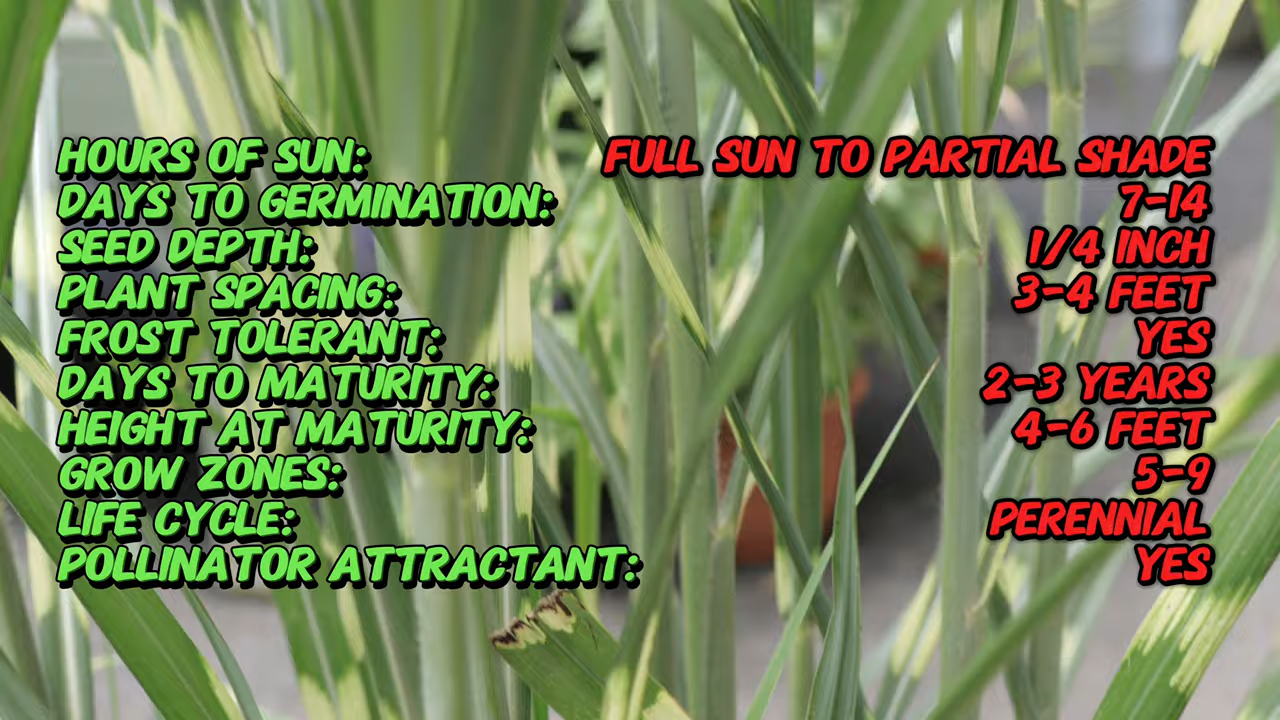 HOURS OF SUN: FULL SUN TO PARTIAL SHADE
DAYS TO GERMINATION: 7-14
SEED DEPTH: 1/4 INCH
PLANT SPACING: 3-4 FEET
FROST TOLERANT: YES
DAYS TO MATURITY: 2-3 YEARS
HEIGHT AT MATURITY: 4-6 FEET
GROW ZONES: 5-9
LIFE CYCLE: PERENNIAL
POLLINATOR ATTRACTANT: YES